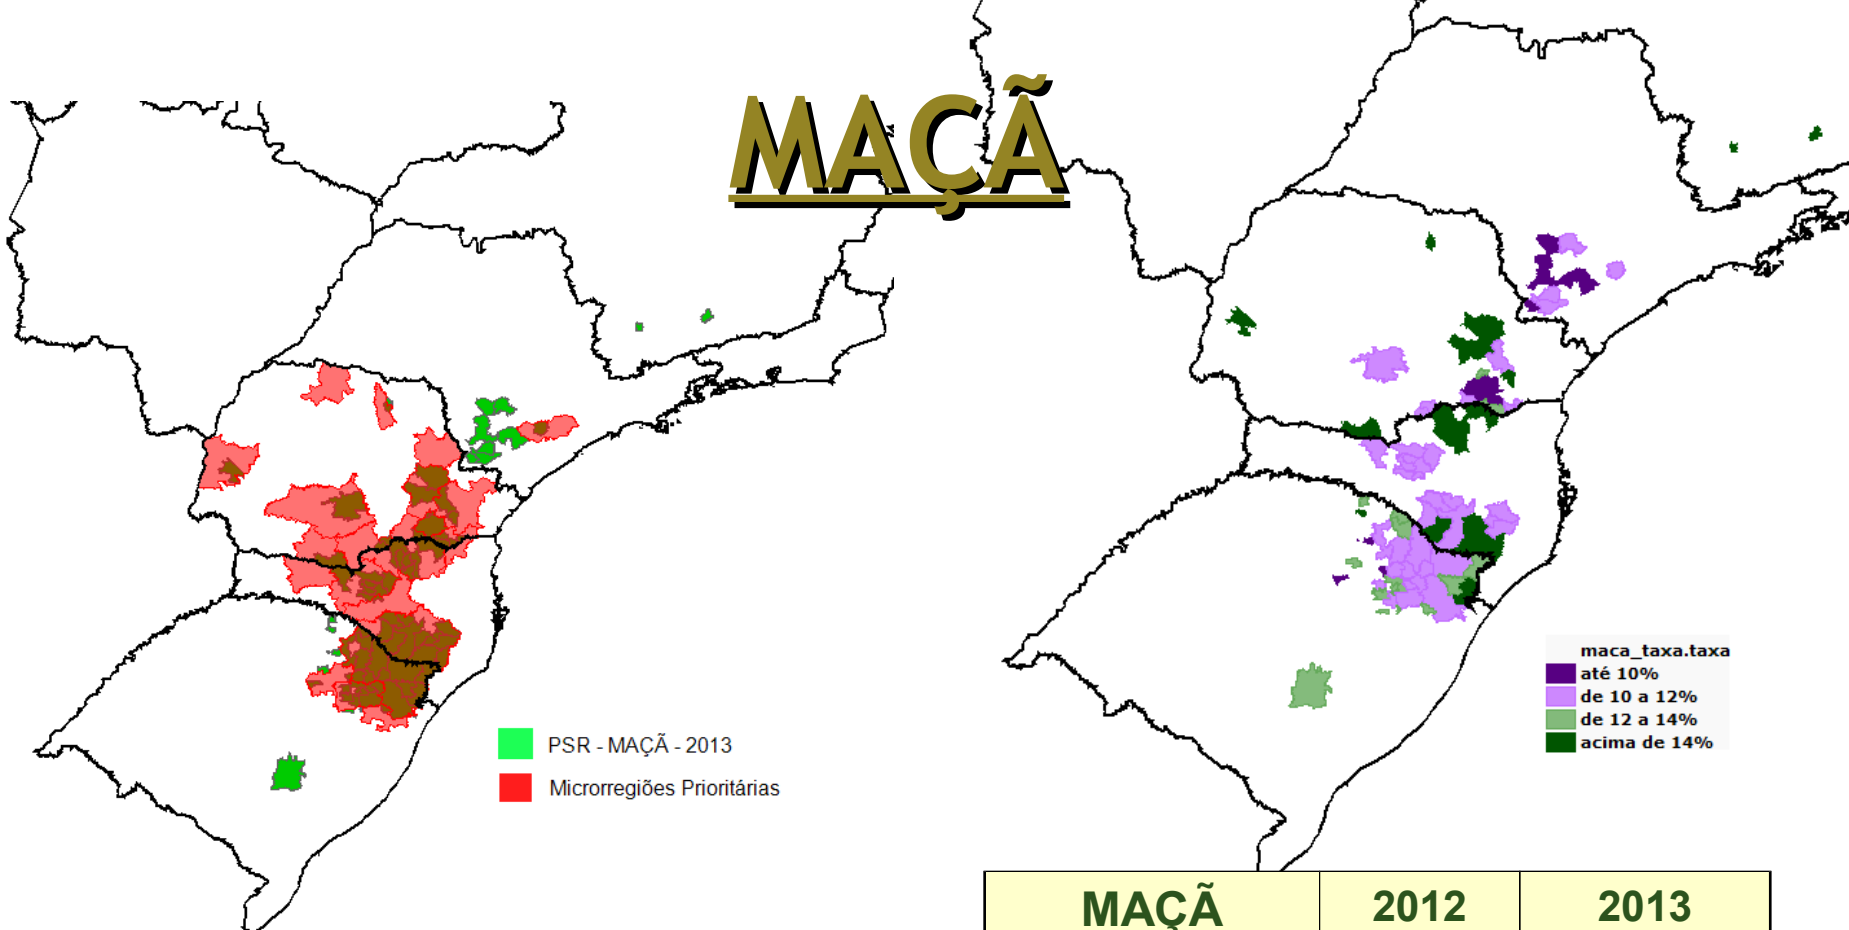 MAÇÃ
PSR - MAÇÃ - 2013
Microrregiões Prioritárias
maca_taxa.taxa
até 10%
de 10 a 12%
de 12 a 14%
acima de 14%
MAÇÃ 2012 2013